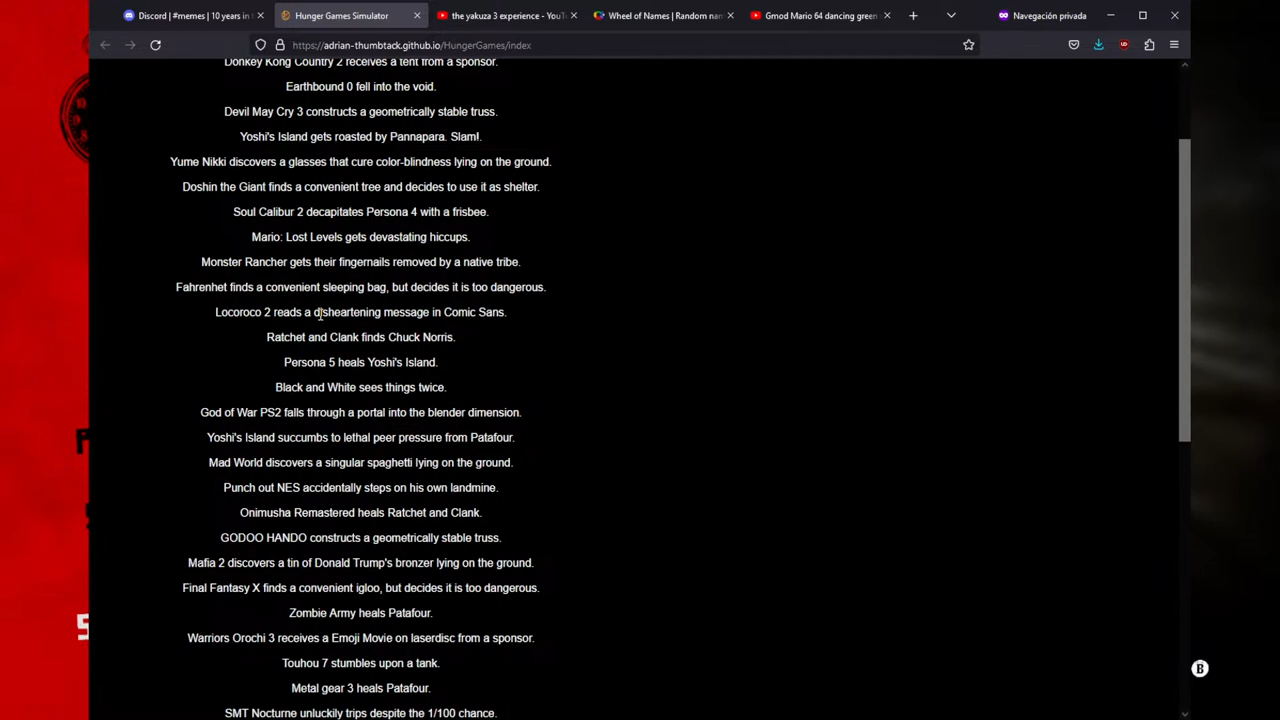 Discord | #memes | 10 years in t
Hunger Games Simulator
the yakuza 3 experience - YouT
Wheel of Names | Random nam
Gmod Mario 64 dancing green
Navegación privada
https://adrian-thumbtack.github.io/HungerGames/index
Donkey Kong Country 2 receives a tent from a sponsor.
Earthbound 0 fell into the void.
Devil May Cry 3 constructs a geometrically stable truss.
Yoshi's Island gets roasted by Pannapara. Slam!.
Yume Nikki discovers a glasses that cure color-blindness lying on the ground.
Doshin the Giant finds a convenient tree and decides to use it as shelter.
Soul Calibur 2 decapitates Persona 4 with a frisbee.
Mario: Lost Levels gets devastating hiccups.
Monster Rancher gets their fingernails removed by a native tribe.
Fahrenhet finds a convenient sleeping bag, but decides it is too dangerous.
Locoroco 2 reads a disheartening message in Comic Sans.
Ratchet and Clank finds Chuck Norris.
Persona 5 heals Yoshi's Island.
Black and White sees things twice.
God of War PS2 falls through a portal into the blender dimension.
Yoshi's Island succumbs to lethal peer pressure from Patafour.
Mad World discovers a singular spaghetti lying on the ground.
Punch out NES accidentally steps on his own landmine.
Onimusha Remastered heals Ratchet and Clank.
GODOO HANDO constructs a geometrically stable truss.
Mafia 2 discovers a tin of Donald Trump's bronzer lying on the ground.
Final Fantasy X finds a convenient igloo, but decides it is too dangerous.
Zombie Army heals Patafour.
Warriors Orochi 3 receives a Emoji Movie on laserdisc from a sponsor.
Touhou 7 stumbles upon a tank.
Metal gear 3 heals Patafour.
SMT Nocturne unluckily trips despite the 1/100 chance.
B